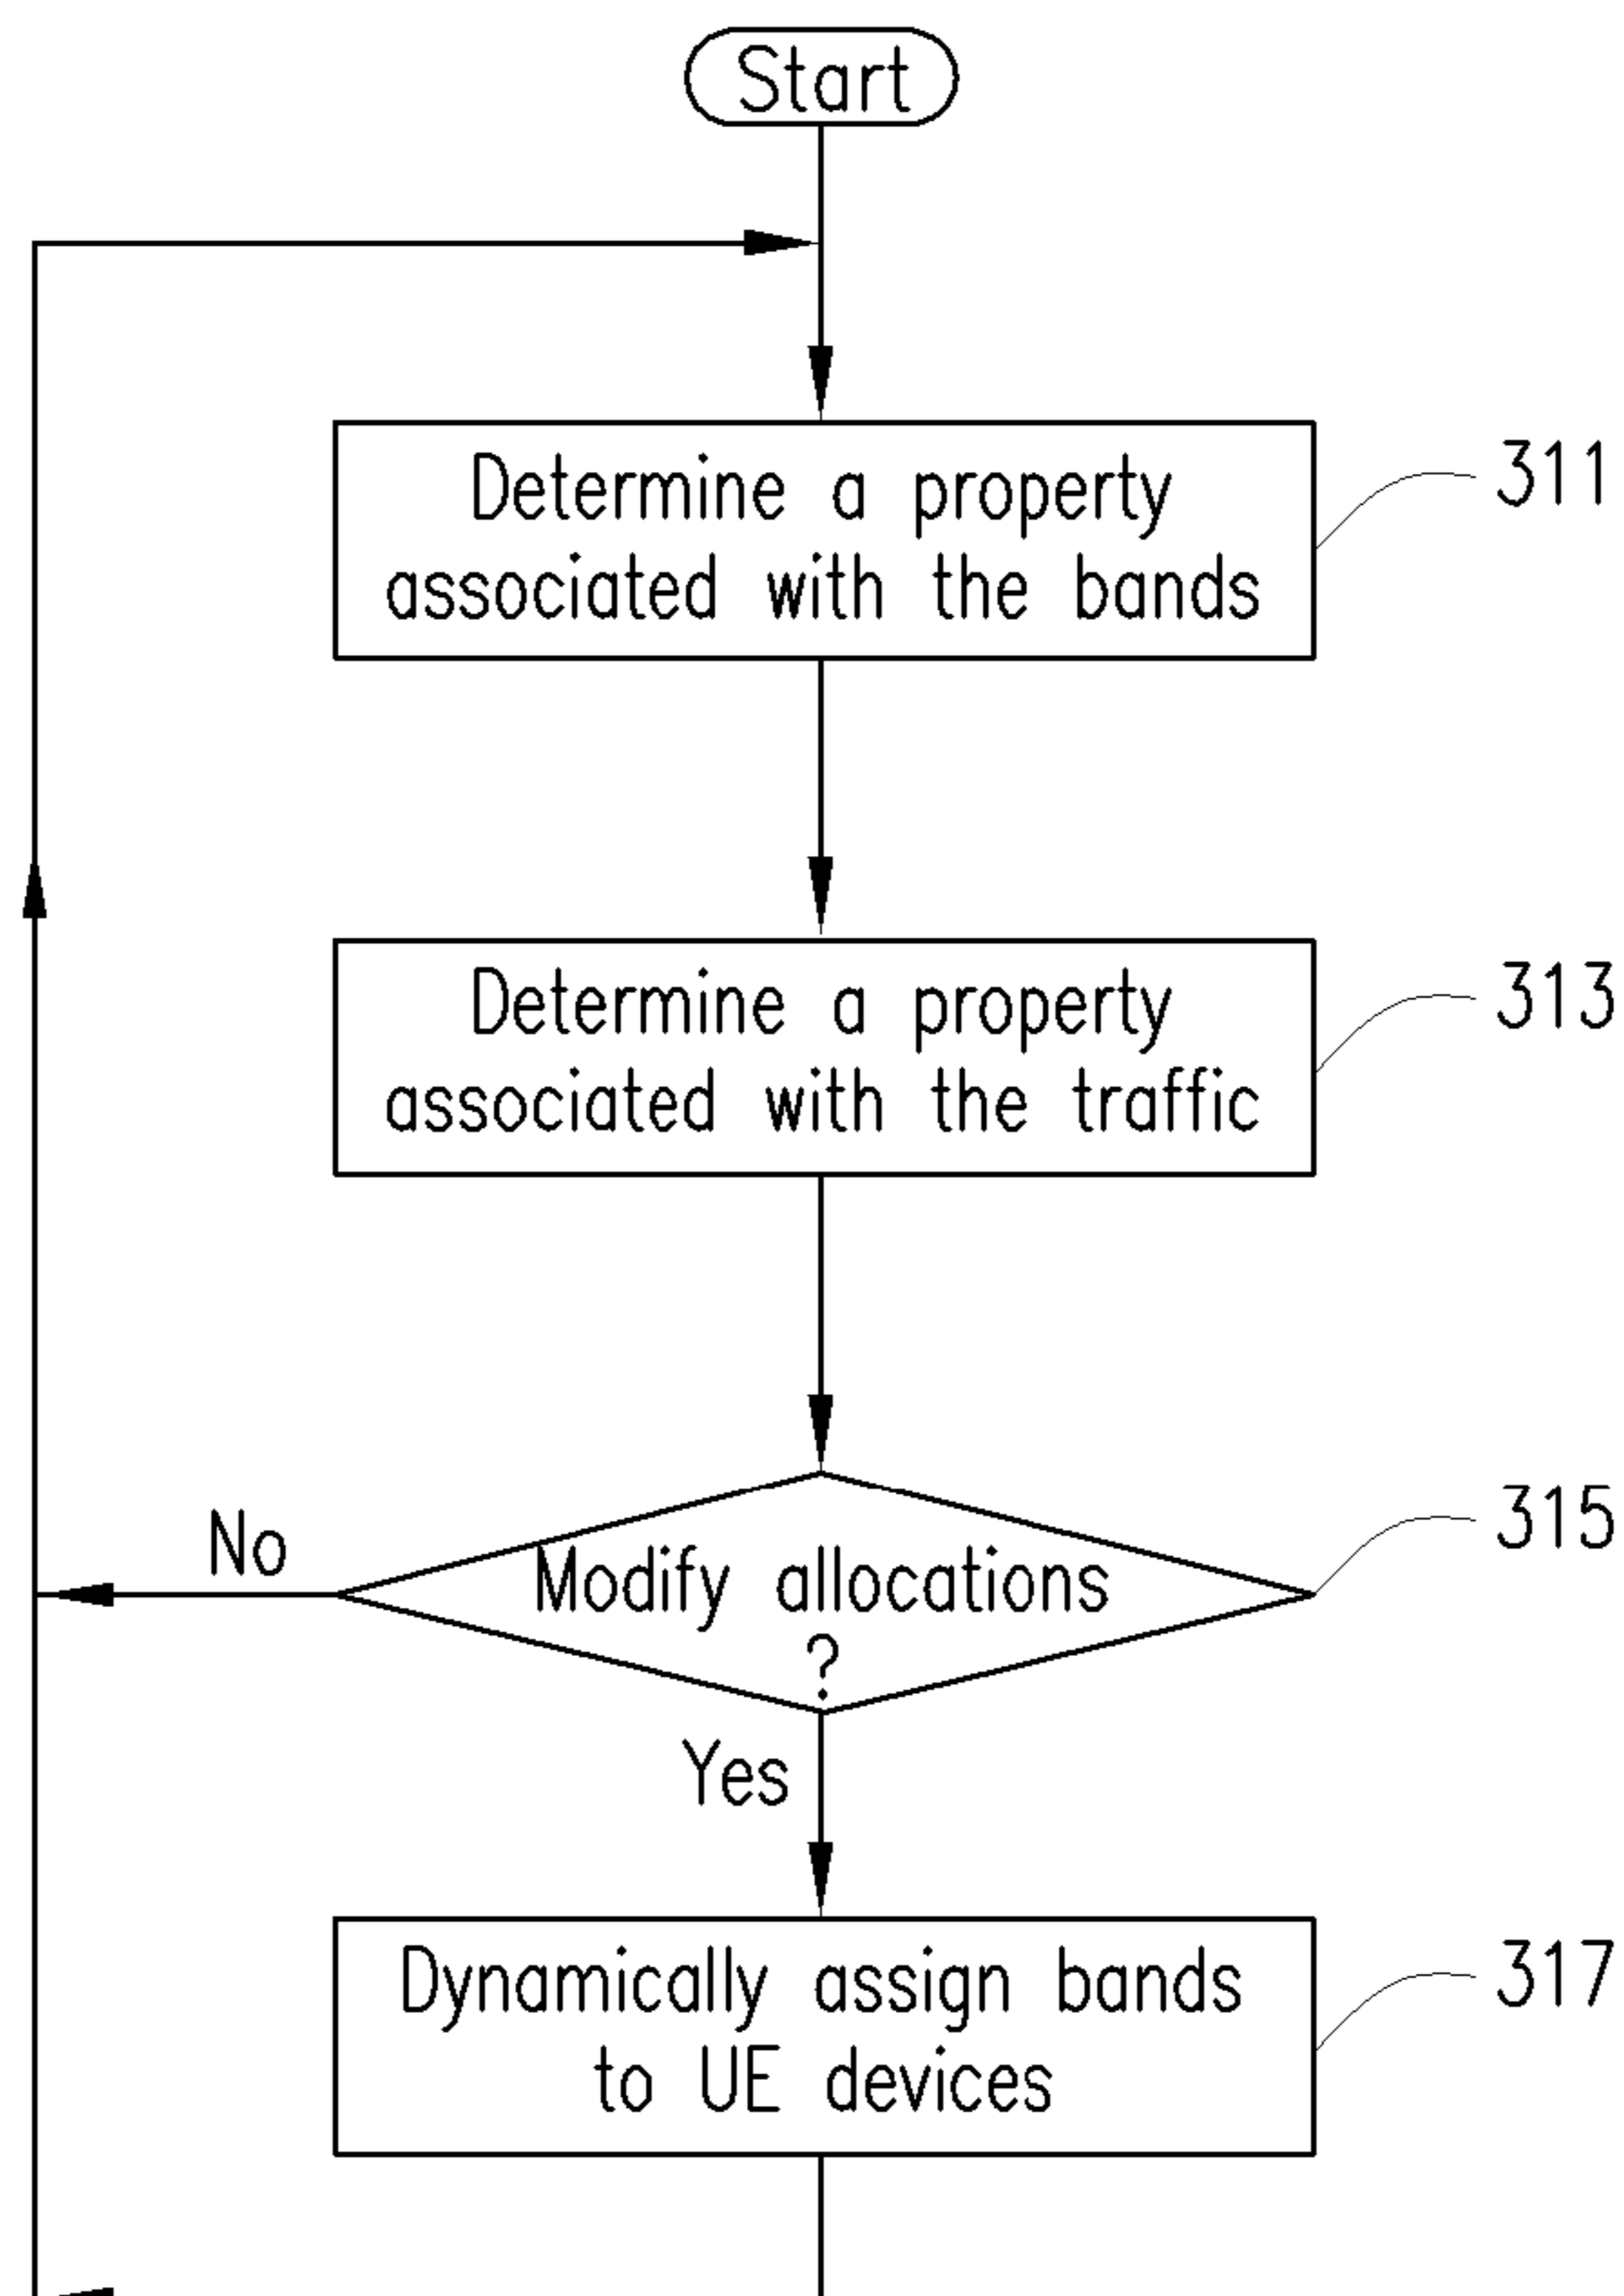 Start
Determine a property
associated with the bands
311
Determine a property
associated with the traffic
313
Modify allocations
?
315
No
Yes
Dynamically assign bands
to UE devices
317